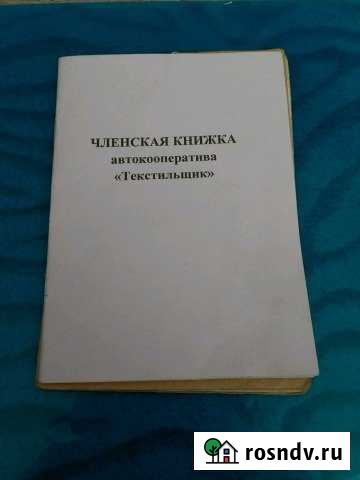 ЧЛЕНСКАЯ КНИЖКА
автокооператива
«Текстильщик»
rosndv.ru